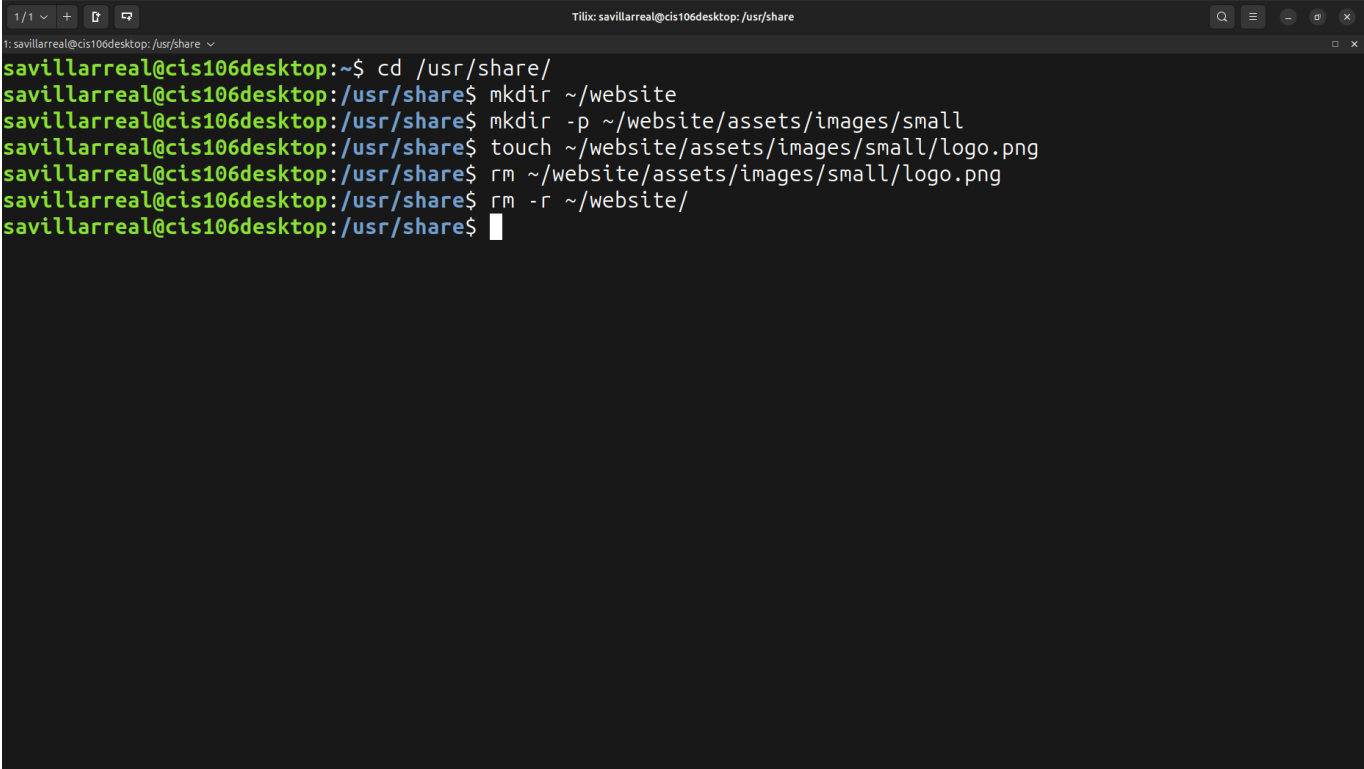 1/1
Tilix: savillarreal@cis106desktop: /usr/share
1: savillarreal@cis106desktop: /usr/share
savillarreal@cis106desktop:~$ cd /usr/share/
savillarreal@cis106desktop:/usr/share$ mkdir ~/website
savillarreal@cis106desktop:/usr/share$ mkdir -p ~/website/assets/images/small
savillarreal@cis106desktop:/usr/share$ touch ~/website/assets/images/small/logo.png
savillarreal@cis106desktop:/usr/share$ rm ~/website/assets/images/small/logo.png
savillarreal@cis106desktop:/usr/share$ rm -r ~/website/
savillarreal@cis106desktop:/usr/share$